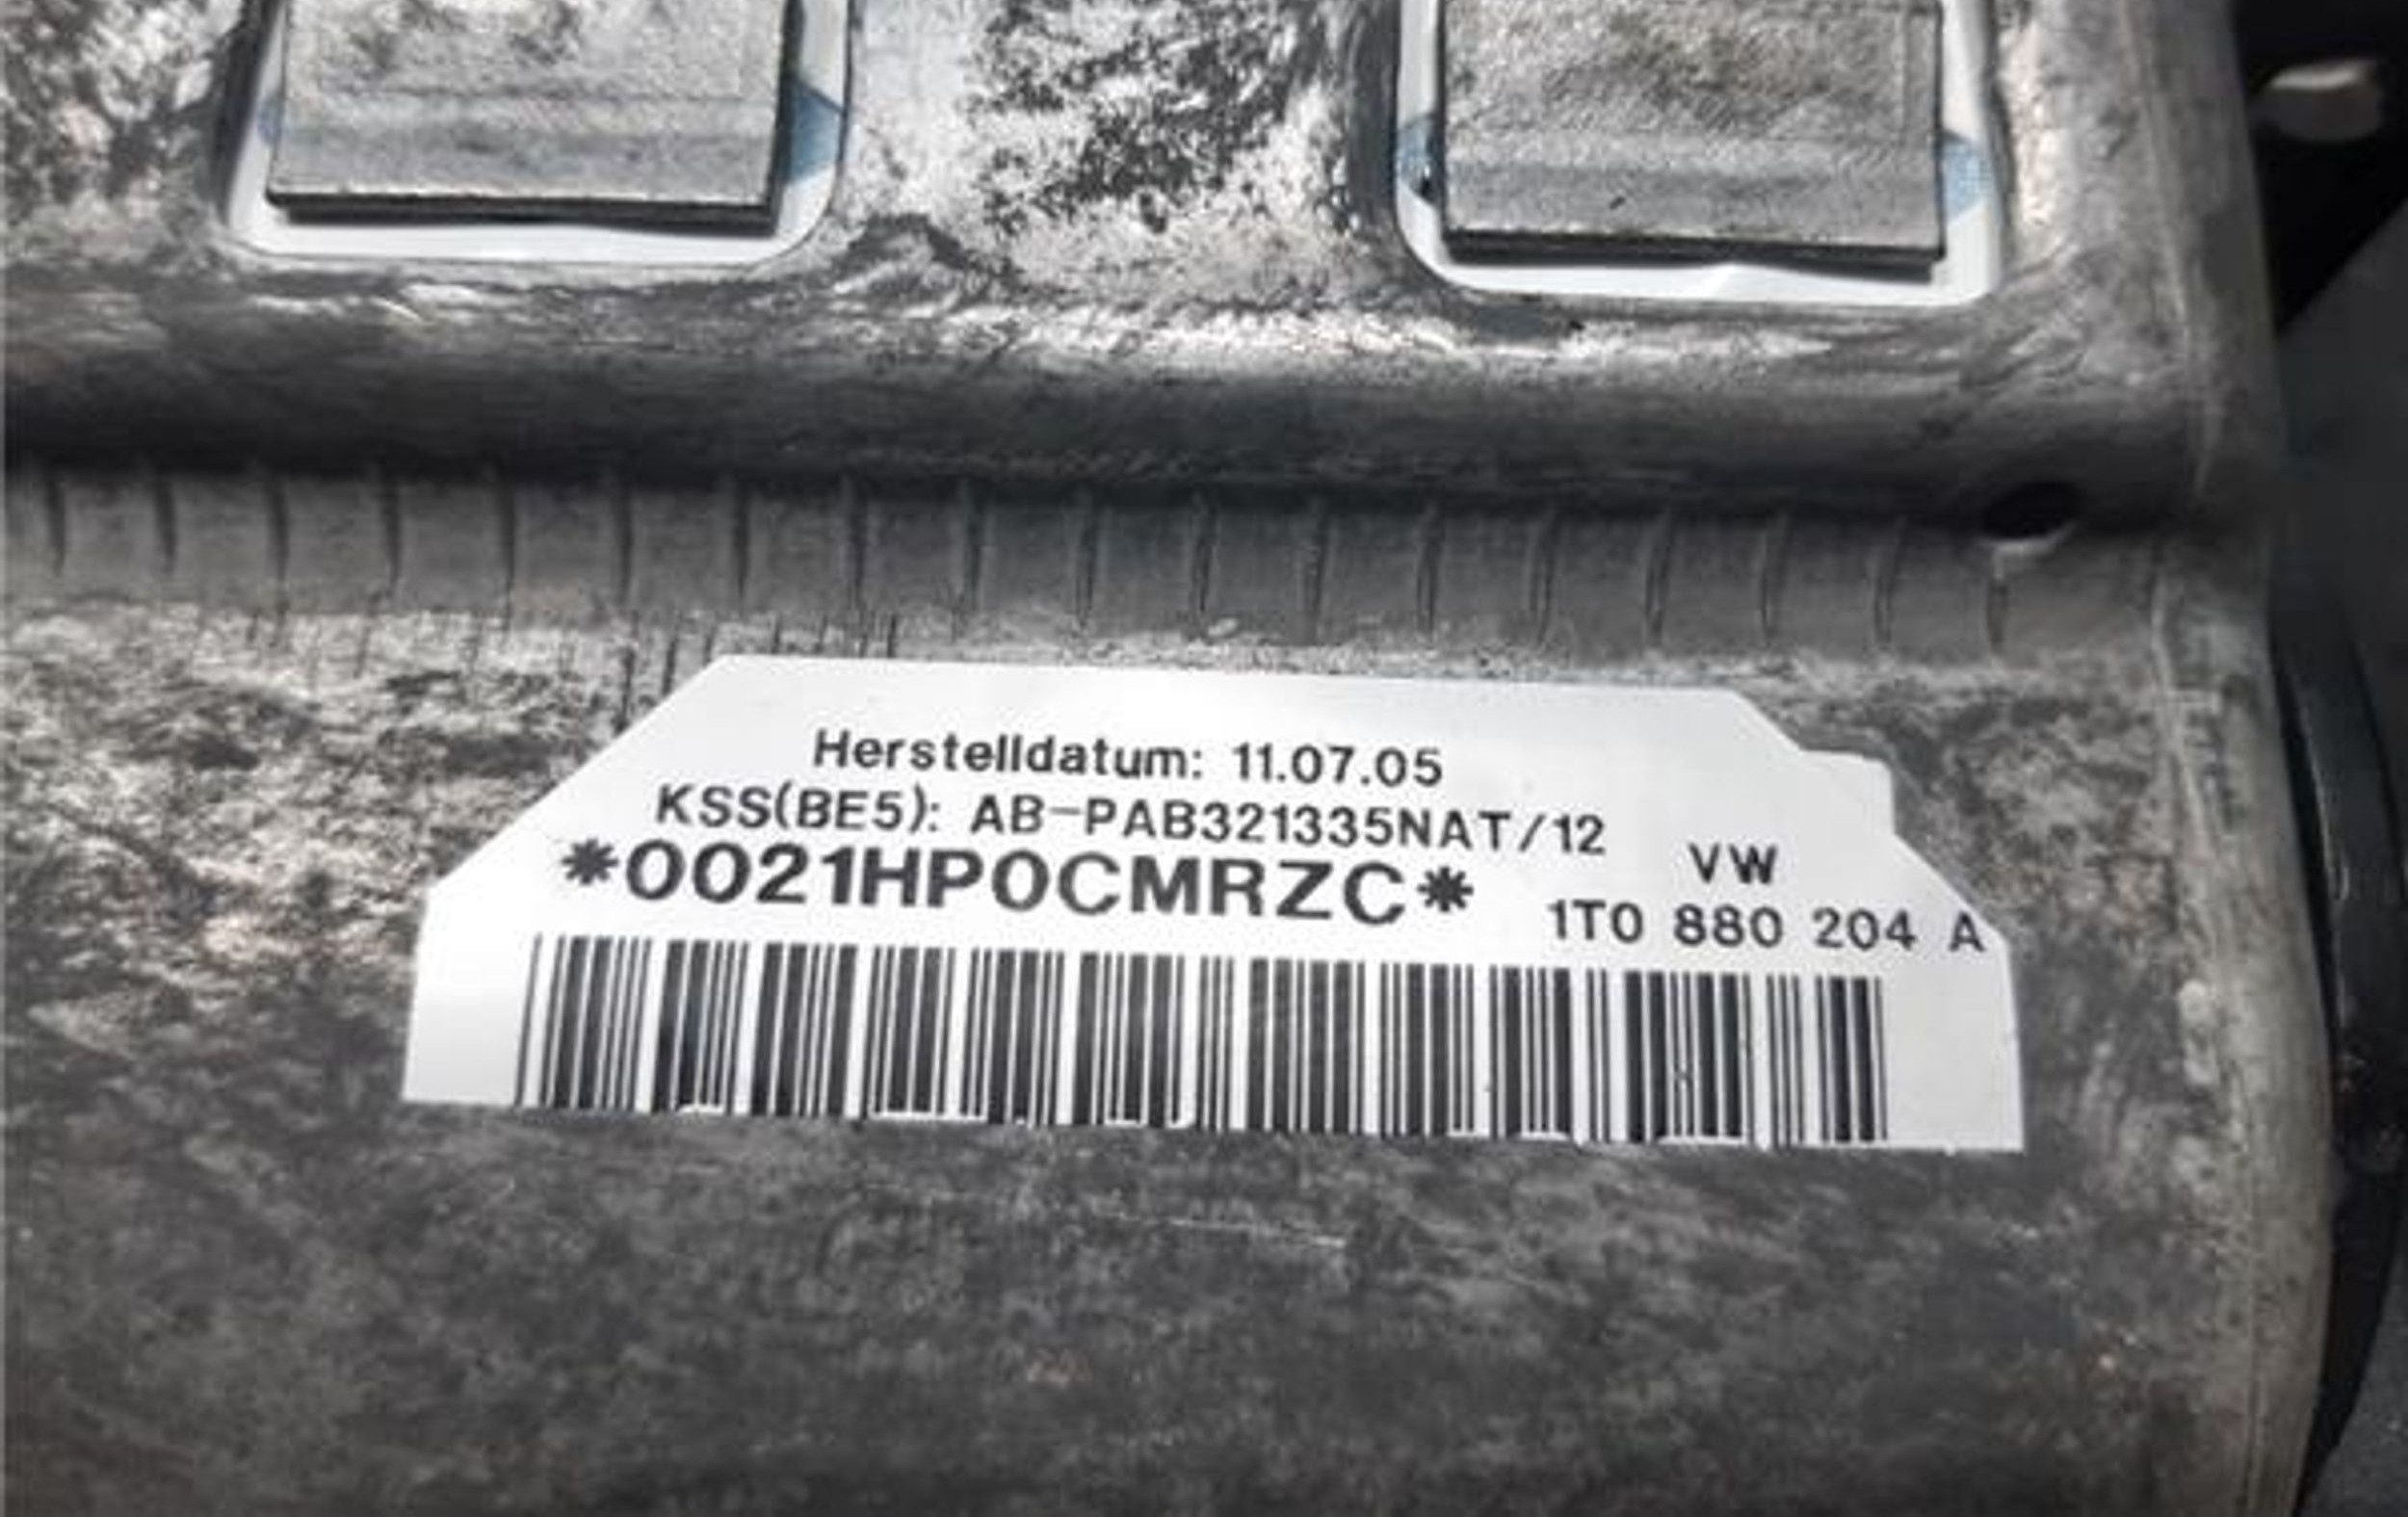 Herstelldatum: 11.07.05
KSS(BE5): AB-PAB321335NAT/12
*0021HP0CMRZC*
VW
1T0 880 204 A